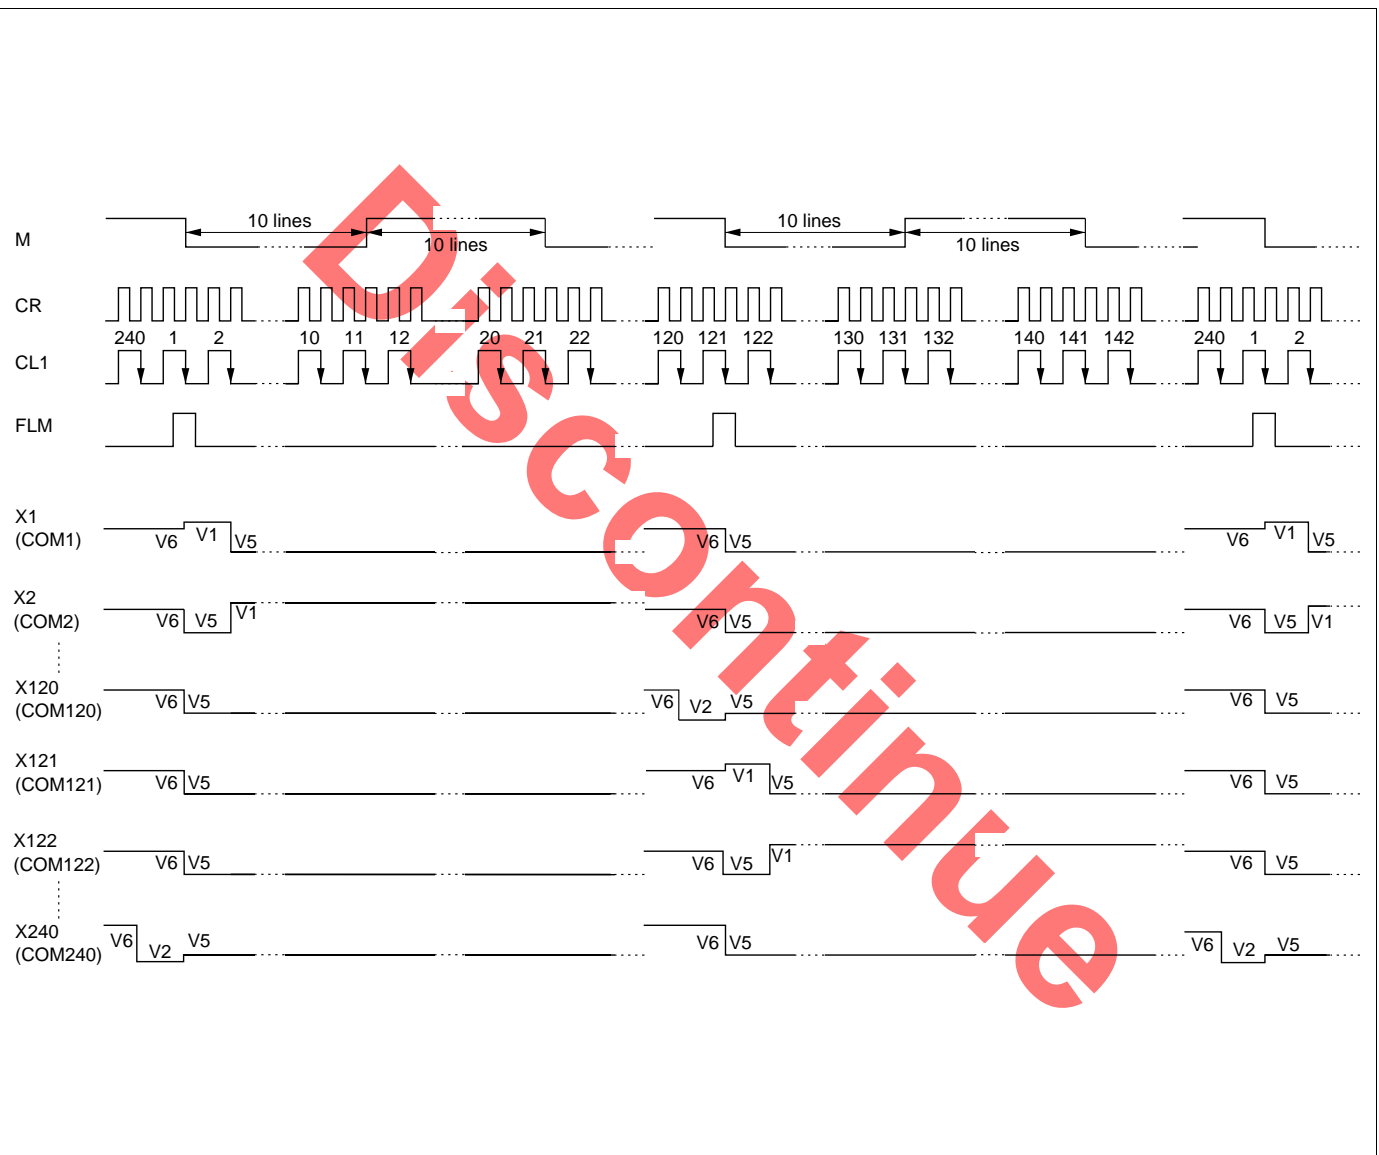 M
10 lines
10 lines
10 lines
10 lines
CR
240 1 2 10 11 12 20 21 22 120 121 122 130 131 132 140 141 142 240 1 2
CL1
FLM
X1
(COM1)
V6 V1 V5 V6 V5 V6 V1 V5
X2
(COM2)
V6 V5 V1 V6 V5 V6 V5 V1
X120
(COM120)
V6 V5 V6 V2 V5 V6 V5
X121
(COM121)
V6 V5 V6 V1 V5 V6 V5
X122
(COM122)
V6 V5 V6 V5 V1 V6 V5
X240
(COM240)
V6 V2 V5 V6 V5 V6 V2 V5
Discontinue